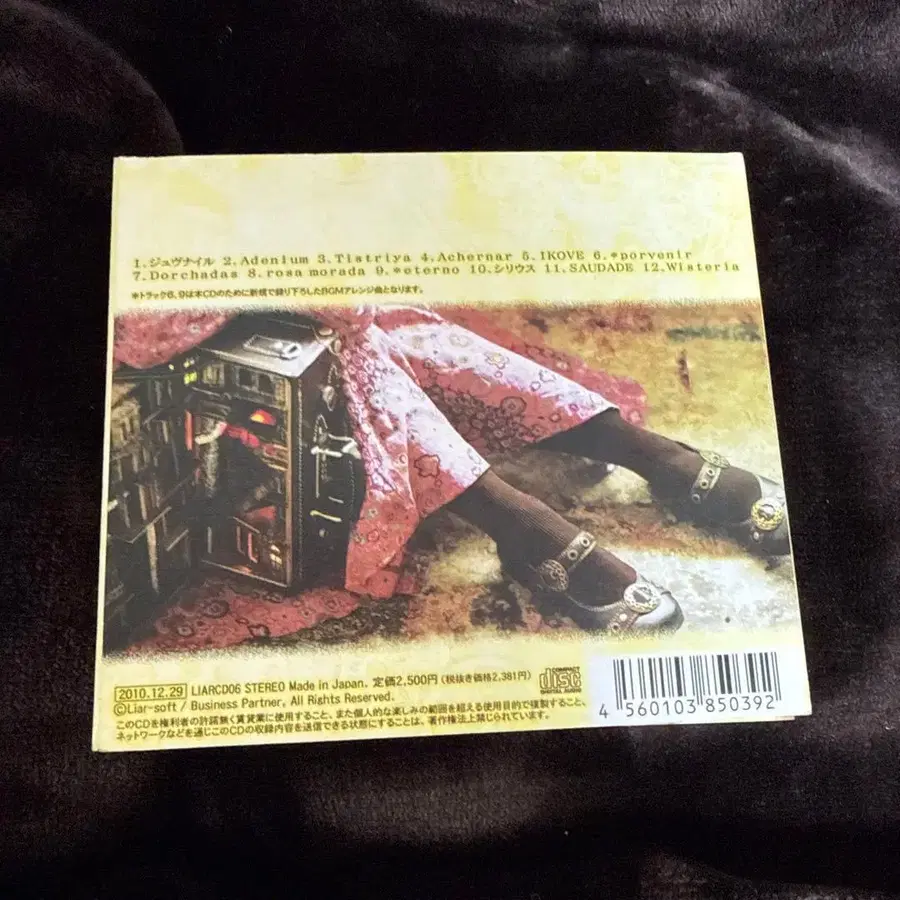 1.ジュヴナイル 2.Adenium 3.Tistriya 4.Achernar 5.IKOVE 6.*porvenir
7.Dorchadas 8.rosa morada 9.*eterno 10.シリウス 11.SAUDADE 12.Wisteria
※トラック6、9は本CDのために新規で録り下ろしたBGMアレンジ曲となります。
2010.12.29 LIARCD06 STEREO Made in Japan. 定価2,500円(税抜き価格2,381円)
©Liar-soft / Business Partner, All Rights Reserved.
このCDを権利者の許諾無く賃貸業に使用すること、また個人的な楽しみの範囲を超える使用目的で複製すること、
ネットワークなどを通じこのCDの収録内容を送信できる状態にすることは、著作権法上禁じられています。
COMPACT
disc
DIGITAL AUDIO
4 560103 850392